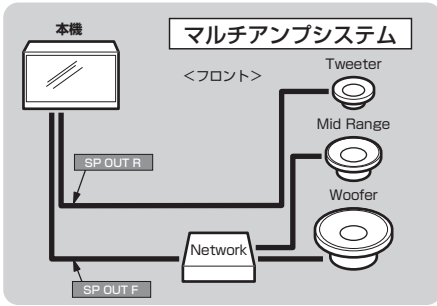 本機
マルチアンプシステム
<フロント>
Tweeter
Mid Range
SP OUT R
Woofer
Network
SP OUT F